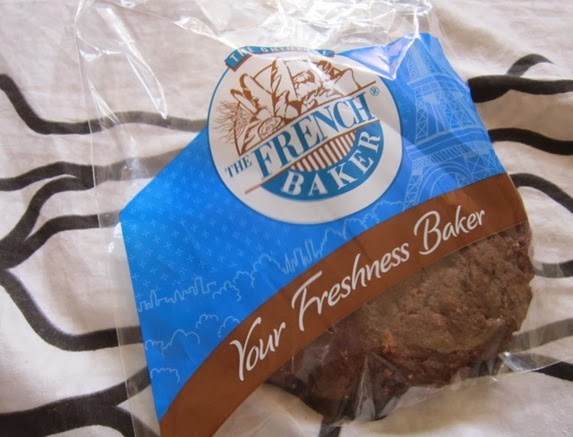 THE ORIGINAL
THE FRENCH®
BAKER
Your Freshness Baker